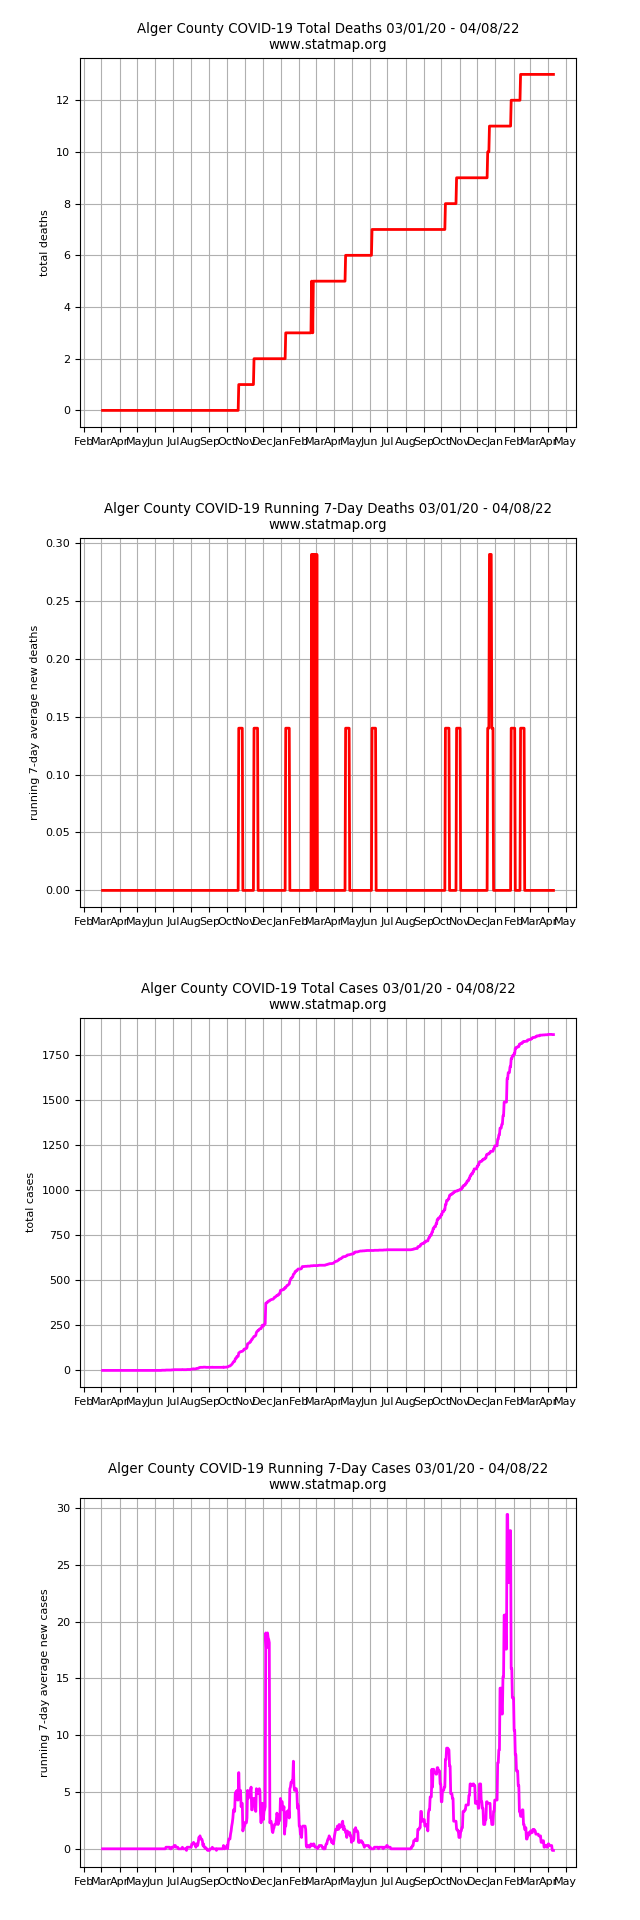 Alger County COVID-19 Total Deaths 03/01/20 - 04/08/22
www.statmap.org
12
10
8
6
4
2
0
total deaths
Feb Mar Apr May Jun Jul Aug Sep Oct Nov Dec Jan Feb Mar Apr May Jun Jul Aug Sep Oct Nov Dec Jan Feb Mar Apr May
Alger County COVID-19 Running 7-Day Deaths 03/01/20 - 04/08/22
www.statmap.org
0.30
0.25
0.20
0.15
0.10
0.05
0.00
running 7-day average new deaths
Feb Mar Apr May Jun Jul Aug Sep Oct Nov Dec Jan Feb Mar Apr May Jun Jul Aug Sep Oct Nov Dec Jan Feb Mar Apr May
Alger County COVID-19 Total Cases 03/01/20 - 04/08/22
www.statmap.org
1750
1500
1250
1000
750
500
250
0
total cases
Feb Mar Apr May Jun Jul Aug Sep Oct Nov Dec Jan Feb Mar Apr May Jun Jul Aug Sep Oct Nov Dec Jan Feb Mar Apr May
Alger County COVID-19 Running 7-Day Cases 03/01/20 - 04/08/22
www.statmap.org
30
25
20
15
10
5
0
running 7-day average new cases
Feb Mar Apr May Jun Jul Aug Sep Oct Nov Dec Jan Feb Mar Apr May Jun Jul Aug Sep Oct Nov Dec Jan Feb Mar Apr May